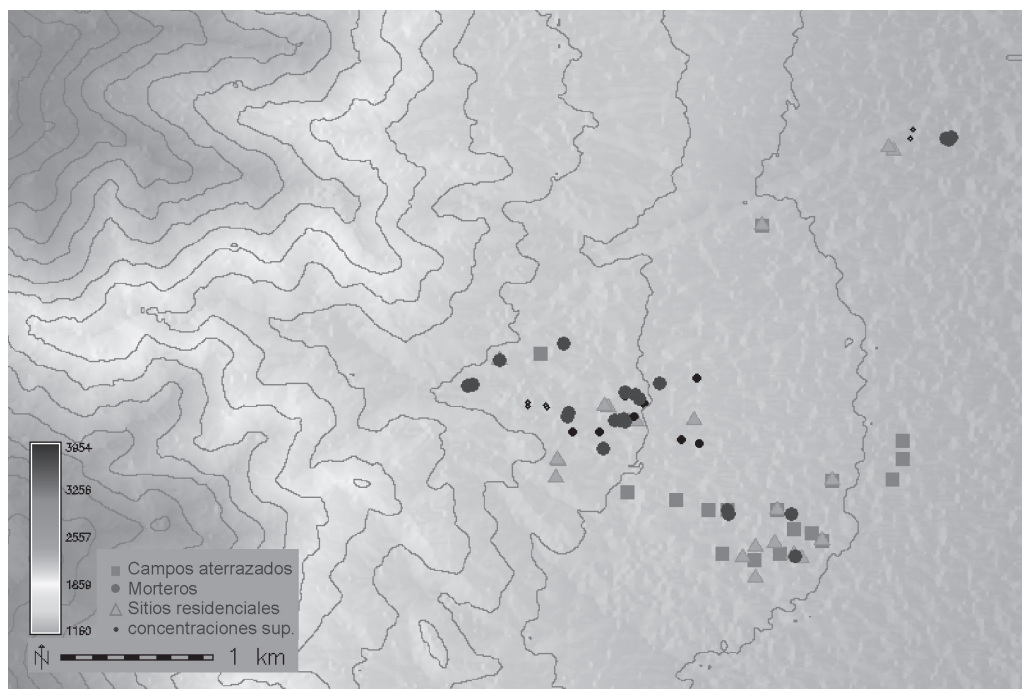 3954
3256
2557
1859
1160
Campos aterrazados
Morteros
Sitios residenciales
concentraciones sup.
N 1 km